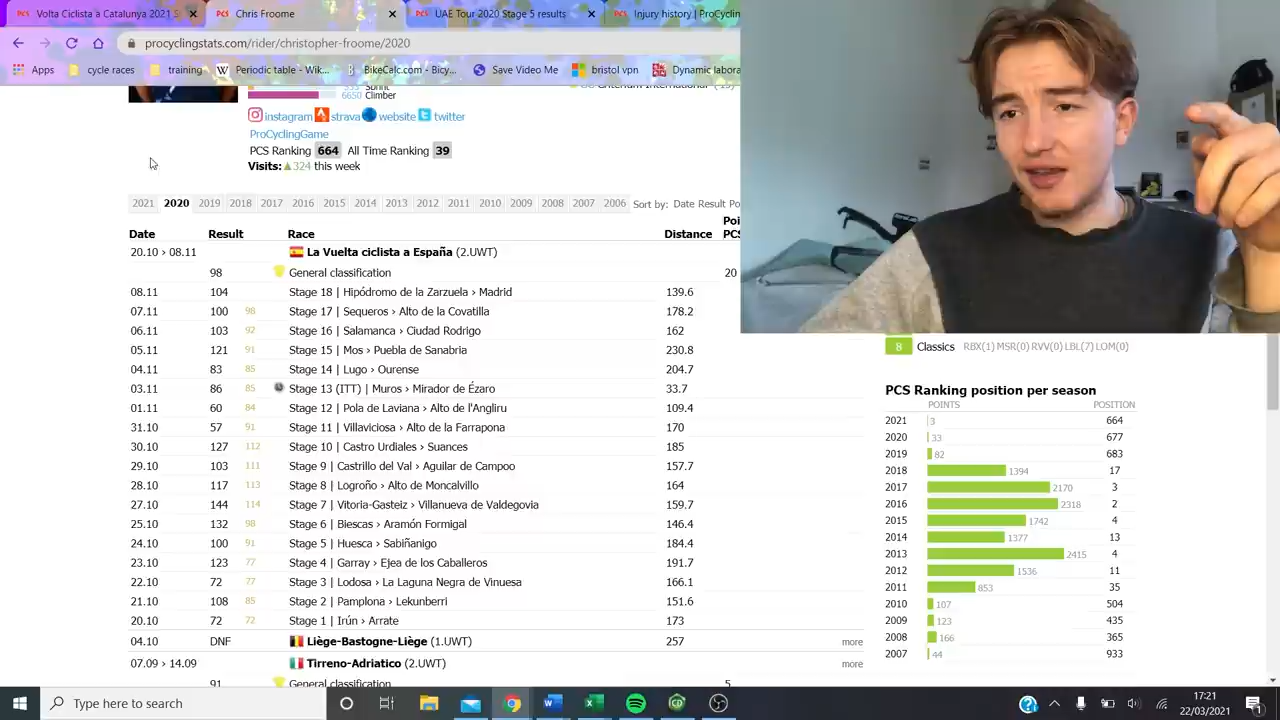 Volta Ciclista a Catalunya 2021 S
Chris Froome
UAE Tour 2020 Stage 5 results
Injury history | ProCycling
procyclingstats.com/rider/christopher-froome/2020
Apps cycle races training Periodic table - Wik... BikeCalc.com - Bicy... Save Video Me bristol vpn Dynamic labora
Sprint
6650 Climber
instagram strava website twitter
ProCyclingGame
PCS Ranking 664 All Time Ranking 39
Visits: ▲324 this week
2021 2020 2019 2018 2017 2016 2015 2014 2013 2012 2011 2010 2009 2008 2007 2006 Sort by: Date Result Po
Date Result Race Distance PCS
20.10 › 08.11 La Vuelta ciclista a España (2.UWT)
98 General classification 20
08.11 104 Stage 18 | Hipódromo de la Zarzuela › Madrid 139.6
07.11 100 98 Stage 17 | Sequeros › Alto de la Covatilla 178.2
06.11 103 92 Stage 16 | Salamanca › Ciudad Rodrigo 162
05.11 121 91 Stage 15 | Mos › Puebla de Sanabria 230.8
04.11 83 85 Stage 14 | Lugo › Ourense 204.7
03.11 86 85 Stage 13 (ITT) | Muros › Mirador de Ézaro 33.7
01.11 60 84 Stage 12 | Pola de Laviana › Alto de l'Angliru 109.4
31.10 57 91 Stage 11 | Villaviciosa › Alto de la Farrapona 170
30.10 127 112 Stage 10 | Castro Urdiales › Suances 185
29.10 103 111 Stage 9 | Castrillo del Val › Aguilar de Campoo 157.7
28.10 117 113 Stage 8 | Logroño › Alto de Moncalvillo 164
27.10 144 114 Stage 7 | Vitoria-Gasteiz › Villanueva de Valdegovia 159.7
25.10 132 98 Stage 6 | Biescas › Aramón Formigal 146.4
24.10 100 91 Stage 5 | Huesca › Sabiñanigo 184.4
23.10 123 77 Stage 4 | Garray › Ejea de los Caballeros 191.7
22.10 72 77 Stage 3 | Lodosa › La Laguna Negra de Vinuesa 166.1
21.10 108 85 Stage 2 | Pamplona › Lekunberri 151.6
20.10 72 72 Stage 1 | Irún › Arrate 173
04.10 DNF Liège-Bastogne-Liège (1.UWT) 257 more
07.09 › 14.09 Tirreno-Adriatico (2.UWT) more
91 General classification 5
8 Classics RBX(1) MSR(0) RVV(0) LBL(7) LOM(0)
PCS Ranking position per season
POINTS POSITION
2021 3 664
2020 33 677
2019 82 683
2018 1394 17
2017 2170 3
2016 2318 2
2015 1742 4
2014 1377 13
2013 2415 4
2012 1536 11
2011 853 35
2010 107 504
2009 123 435
2008 166 365
2007 44 933
Type here to search
17:21
22/03/2021